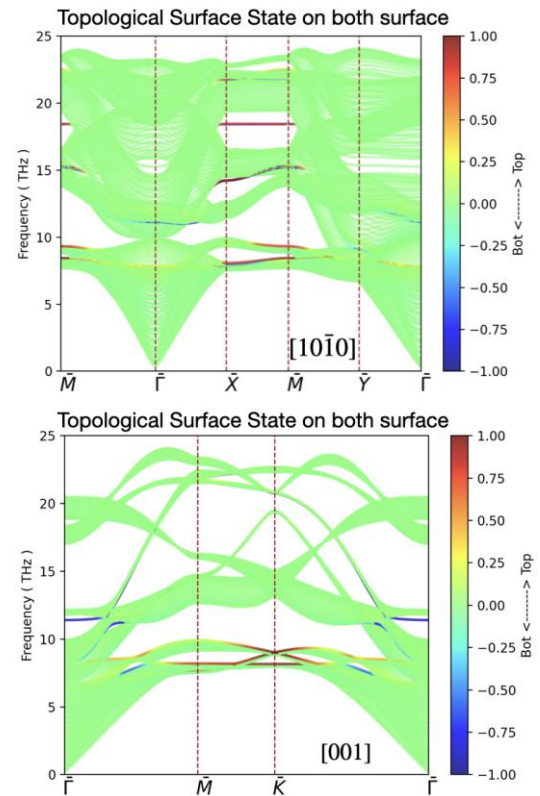 Topological Surface State on both surface
25
20
15
10
5
0
Frequency ( THz )
M̄
Γ̄
X̄
M̄
Ȳ
Γ̄
[101̄0]
1.00
0.75
0.50
0.25
0.00
−0.25
−0.50
−0.75
−1.00
Bot <------> Top
Topological Surface State on both surface
25
20
15
10
5
0
Frequency ( THz )
Γ̄
M̄
K̄
Γ̄
[001]
1.00
0.75
0.50
0.25
0.00
−0.25
−0.50
−0.75
−1.00
Bot <------> Top